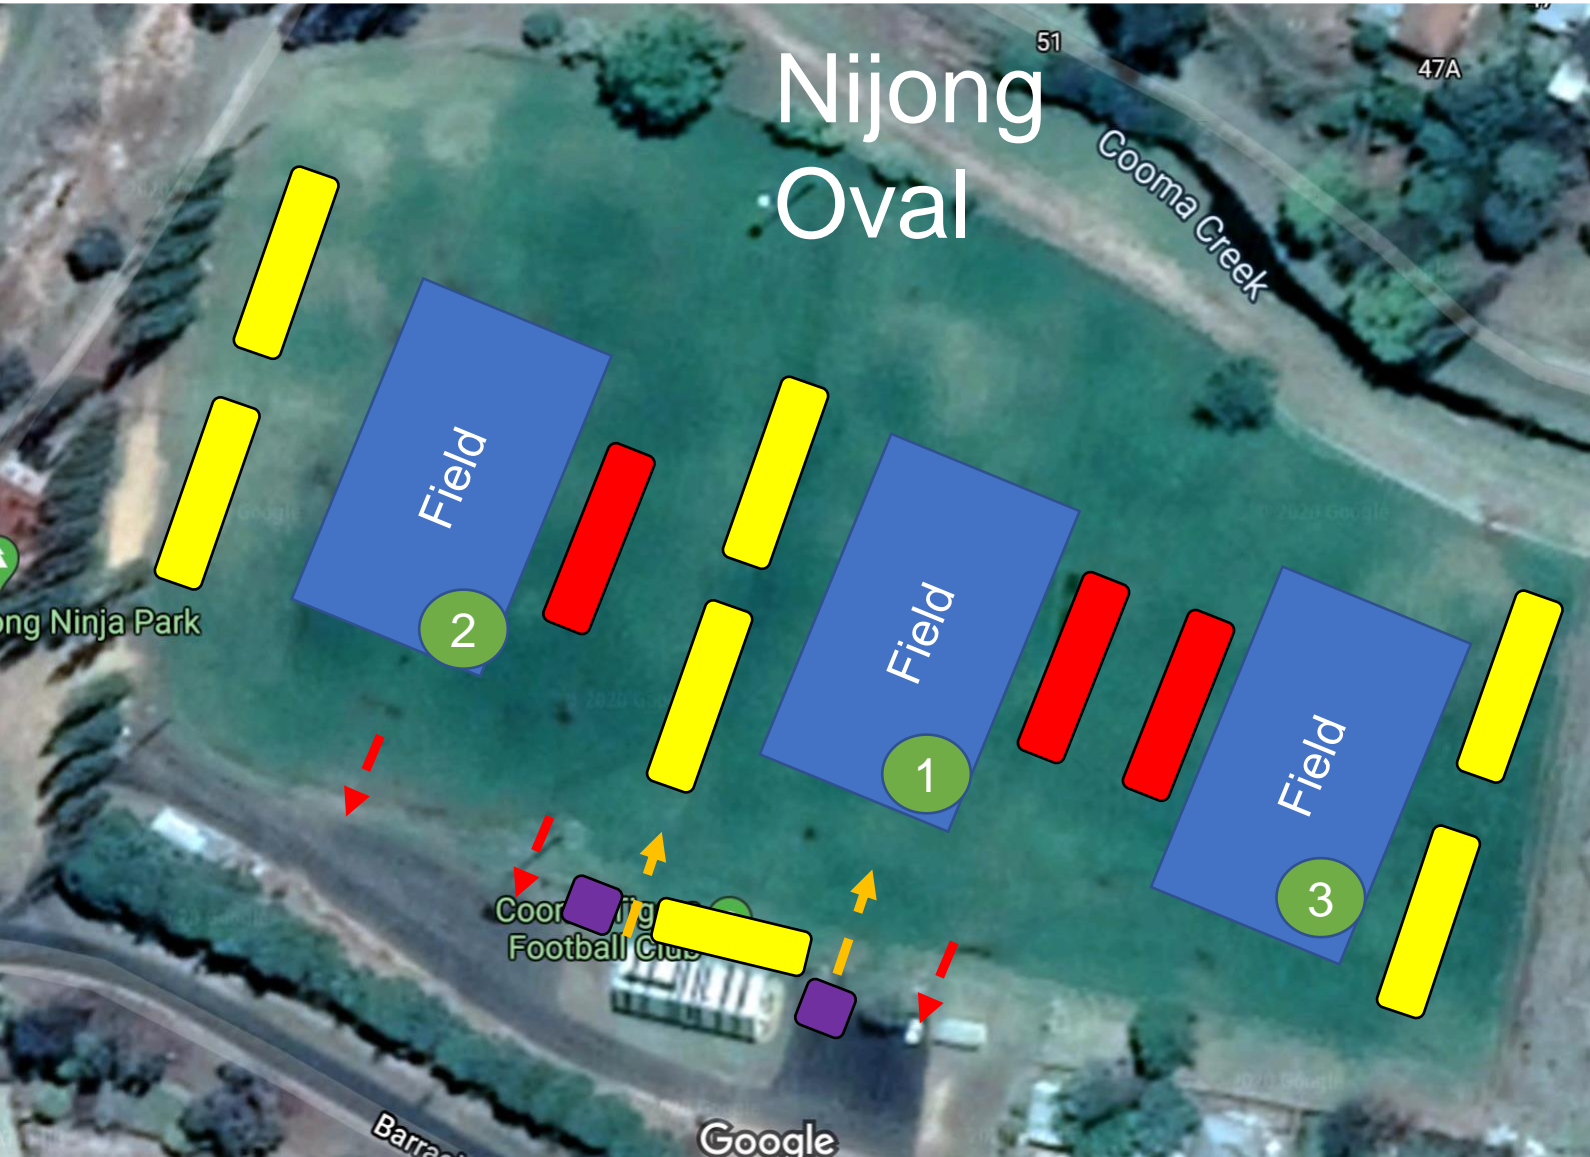 51
47A
Nijong
Oval
Cooma Creek
Field
2
Field
1
Field
3
ong Ninja Park
Football Club
Google